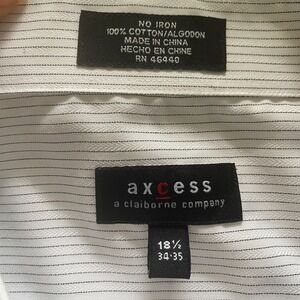 NO IRON
100% COTTON/ALGODON
MADE IN CHINA
HECHO EN CHINE
RN 46440
axcess
a claiborne company
18½
34-35